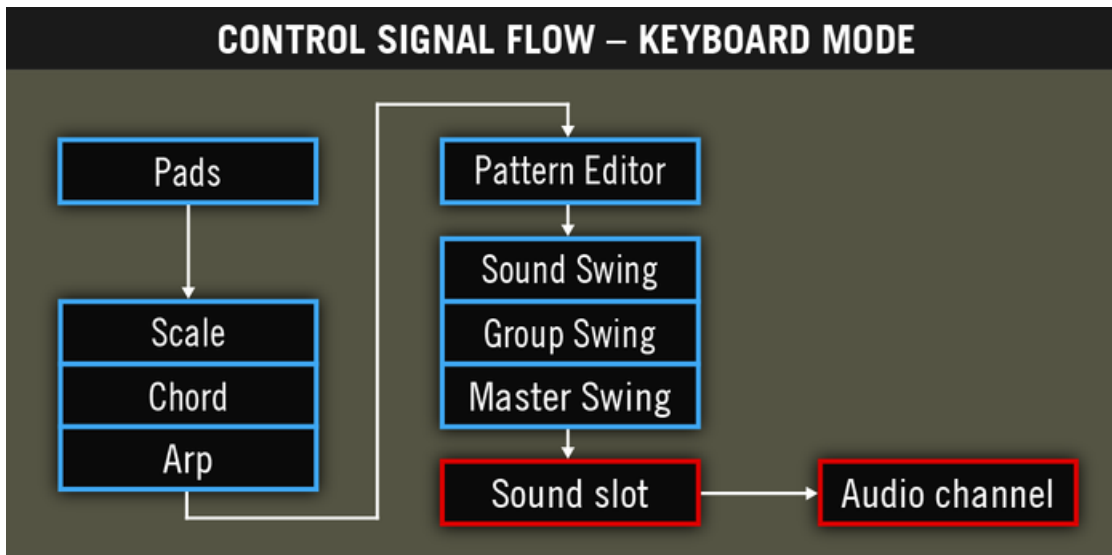 CONTROL SIGNAL FLOW – KEYBOARD MODE
Pads
Scale
Chord
Arp
Pattern Editor
Sound Swing
Group Swing
Master Swing
Sound slot
Audio channel